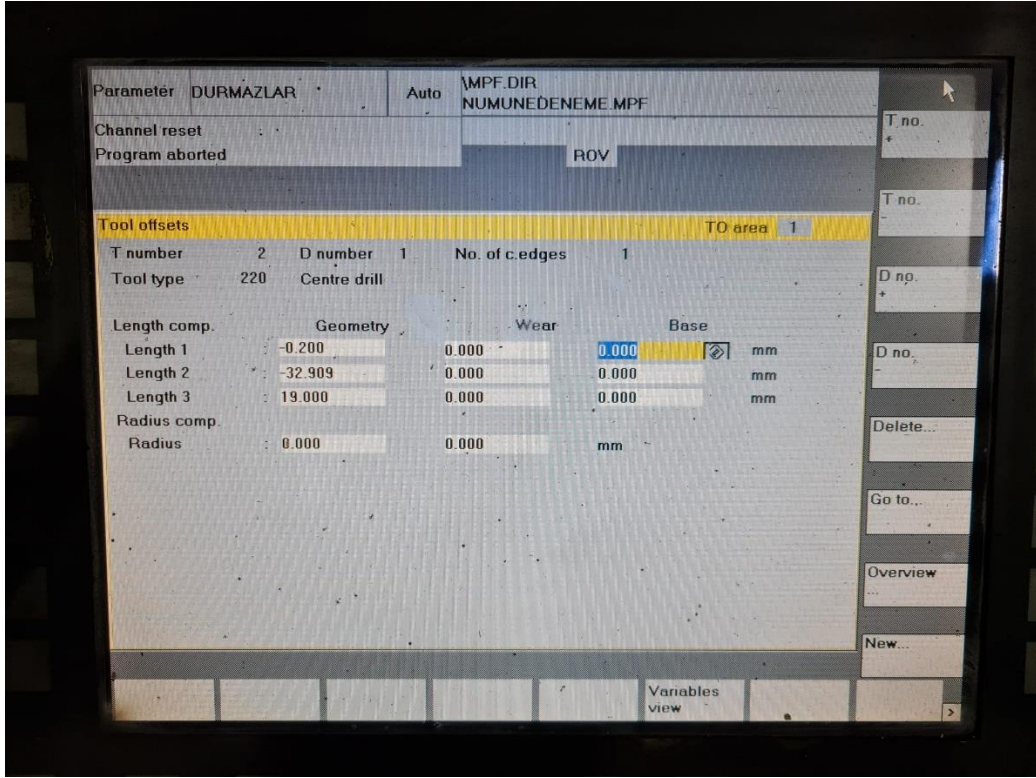 Parameter DURMAZLAR Auto \MPF.DIR
NUMUNEDENEME.MPF
Channel reset
Program aborted ROV
T no.
+
T no.
-
D no.
+
D no.
-
Delete...
Go to...
Overview
...
New...
Tool offsets TO area 1
T number 2 D number 1 No. of c.edges 1
Tool type 220 Centre drill
Length comp. Geometry Wear Base
Length 1 : -0.200 0.000 0.000 mm
Length 2 : -32.909 0.000 0.000 mm
Length 3 : 19.000 0.000 0.000 mm
Radius comp.
Radius : 0.000 0.000 mm
Variables
view
>